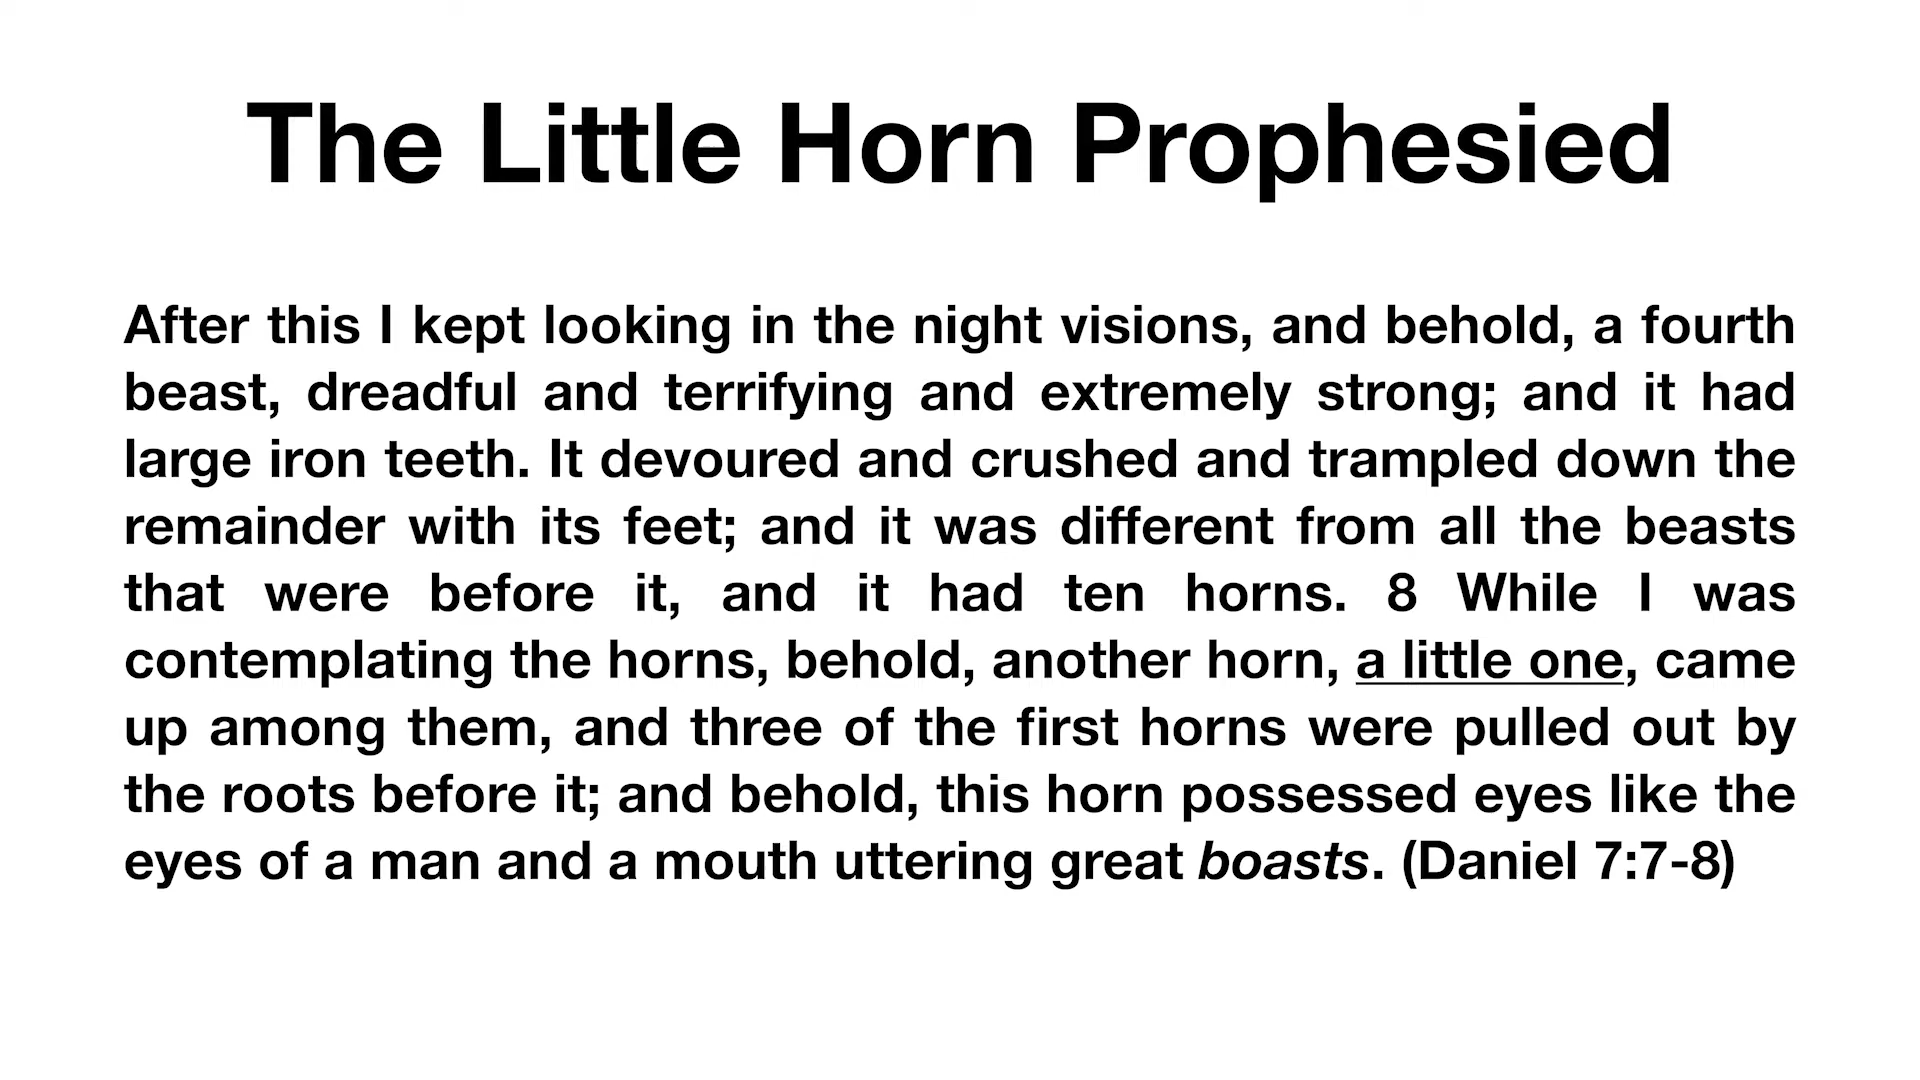 The Little Horn Prophesied
After this I kept looking in the night visions, and behold, a fourth
beast, dreadful and terrifying and extremely strong; and it had
large iron teeth. It devoured and crushed and trampled down the
remainder with its feet; and it was different from all the beasts
that were before it, and it had ten horns. 8 While I was
contemplating the horns, behold, another horn, a little one, came
up among them, and three of the first horns were pulled out by
the roots before it; and behold, this horn possessed eyes like the
eyes of a man and a mouth uttering great boasts. (Daniel 7:7-8)